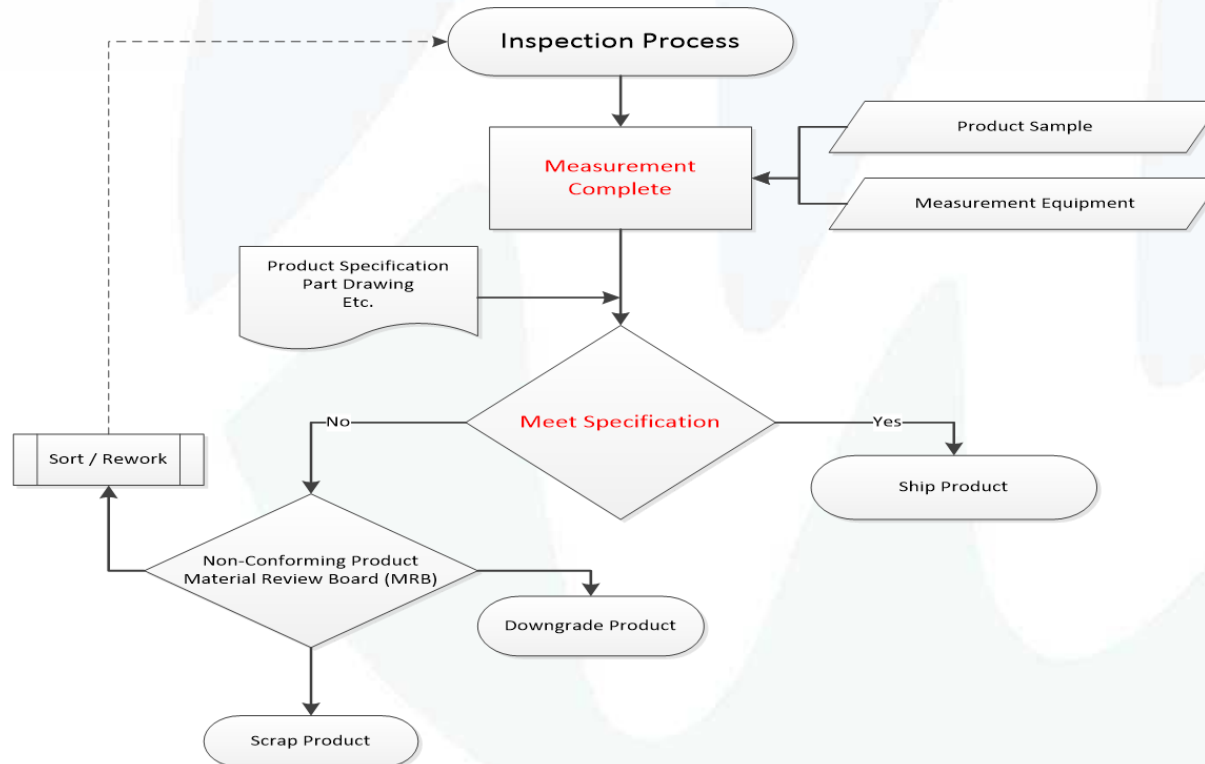 Inspection Process
Measurement
Complete
Product Sample
Measurement Equipment
Product Specification
Part Drawing
Etc.
Meet Specification
No
Yes
Sort / Rework
Ship Product
Non-Conforming Product
Material Review Board (MRB)
Downgrade Product
Scrap Product